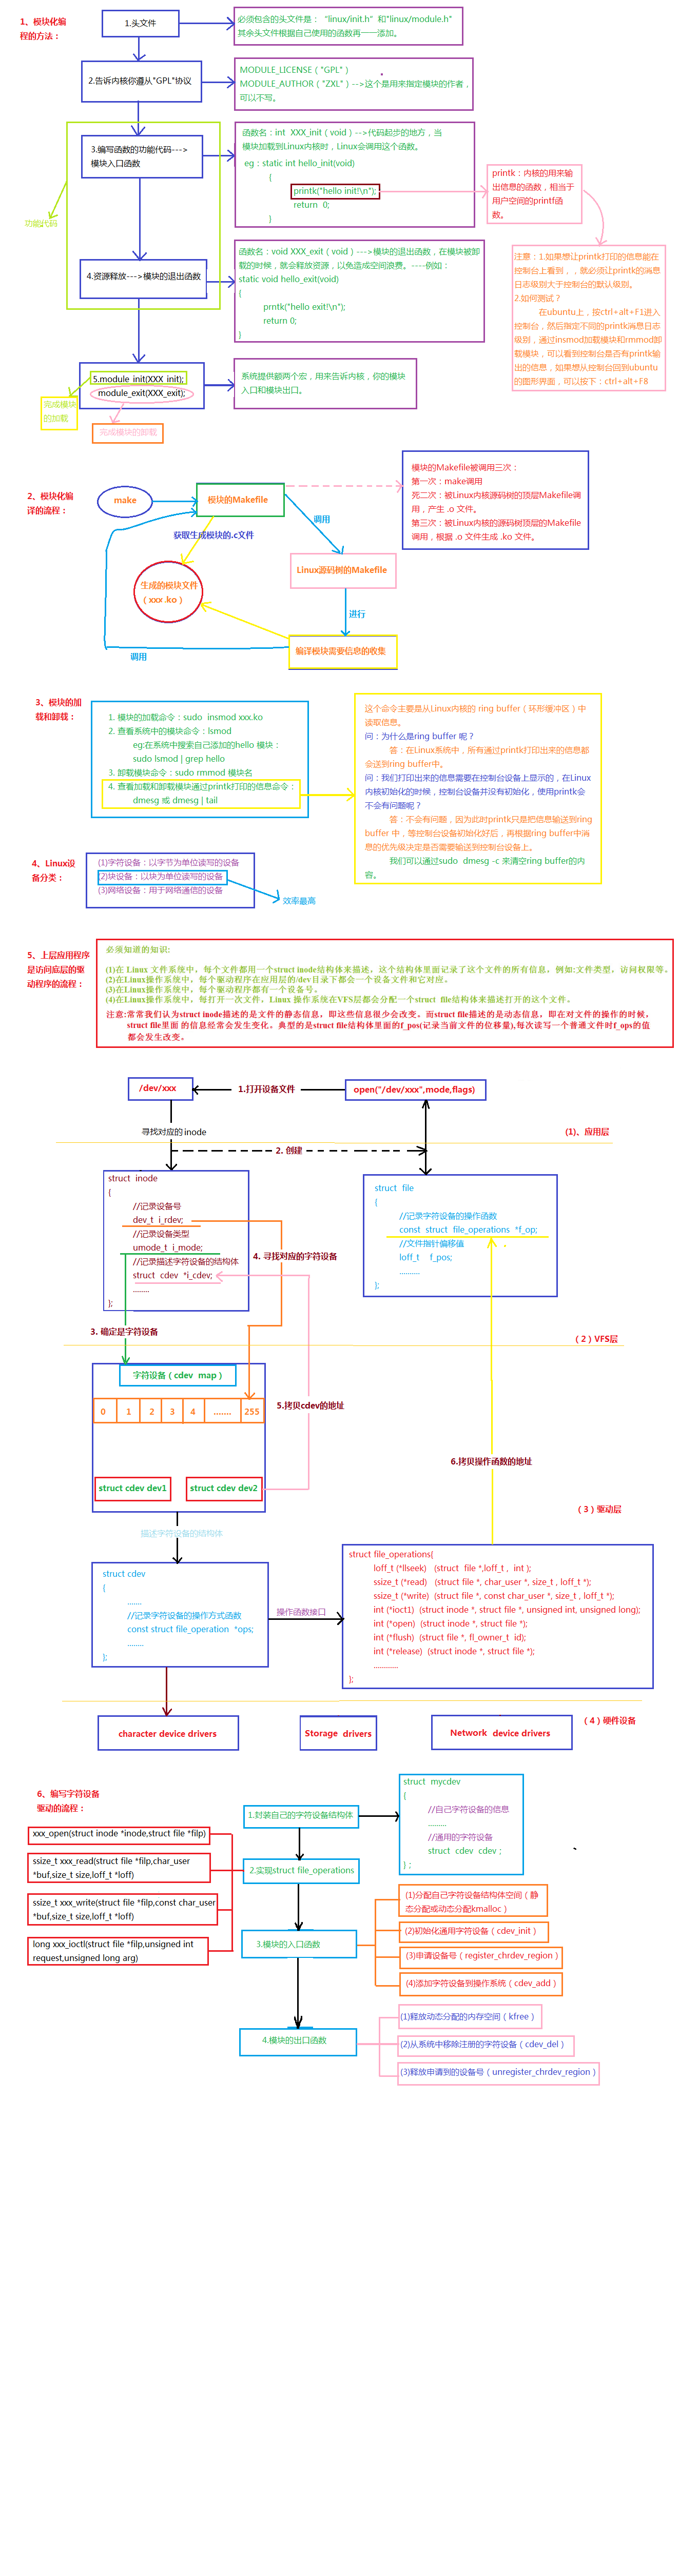 1、模块化编
程的方法：
1.头文件
必须包含的头文件是： "linux/init.h" 和"linux/module.h"
其余头文件根据自己使用的函数再一一添加。
2.告诉内核你遵从"GPL"协议
MODULE_LICENSE ( "GPL" )
MODULE_AUTHOR ( "ZXL" ) -->这个是用来指定模块的作者，
可以不写。
3.编写函数的功能代码--->
模块入口函数
函数名：int XXX_init ( void ) -->代码起步的地方，当
模块加载到Linux内核时，Linux会调用这个函数。
eg：static int hello_init(void)
{
printk("hello init!\n");
return 0;
}
printk：内核的用来输
出信息的函数，相当于
用户空间的printf函
数。
功能代码
4.资源释放--->模块的退出函数
函数名：void XXX_exit ( void ) --->模块的退出函数，在模块被卸
载的时候，就会释放资源，以免造成空间浪费。----例如：
static void hello_exit(void)
{
prntk("hello exit!\n");
return 0;
}
注意：1.如果想让printk打印的信息能在
控制台上看到，，就必须让printk的消息
日志级别大于控制台的默认级别。
2.如何测试？
在ubuntu上，按ctrl+alt+F1进入
控制台，然后指定不同的printk消息日志
级别，通过insmod加载模块和rmmod卸
载模块，可以看到控制台是否有printk输
出的信息，如果想从控制台回到ubuntu
的图形界面，可以按下：ctrl+alt+F8
5.module_init(XXX_init);
module_exit(XXX_exit);
系统提供额两个宏，用来告诉内核，你的模块
入口和模块出口。
完成模块
的加载
完成模块的卸载
2、模块化编
译的流程：
make
模块的Makefile
模块的Makefile被调用三次：
第一次：make调用
死二次：被Linux内核源码树的顶层Makefile调
用，产生 .o 文件。
第三次：被Linux内核的源码树顶层的Makefile
调用，根据 .o 文件生成 .ko 文件。
调用
获取生成模块的.c文件
Linux源码树的Makefile
生成的模块文件
( xxx .ko )
进行
编译模块需要信息的收集
调用
3、模块的加
载和卸载：
1. 模块的加载命令：sudo insmod xxx.ko
2. 查看系统中的模块命令：lsmod
eg:在系统中搜索自己添加的hello 模块：
sudo lsmod | grep hello
3. 卸载模块命令：sudo rmmod 模块名
4. 查看加载和卸载模块通过printk打印的信息命令：
dmesg 或 dmesg | tail
这个命令主要是从Linux内核的 ring buffer（环形缓冲区）中
读取信息。
问：为什么是ring buffer 呢？
答：在Linux系统中，所有通过printk打印出来的信息都
会送到ring buffer中。
问：我们打印出来的信息需要在控制台设备上显示的，在Linux
内核初始化的时候，控制台设备并没有初始化，使用printk会
不会有问题呢？
答：不会有问题，因为此时printk只是把信息输送到ring
buffer 中，等控制台设备初始化好后，再根据ring buffer中消
息的优先级决定是否需要输送到控制台设备上。
我们可以通过sudo dmesg -c 来清空ring buffer的内
容。
4、Linux设
备分类：
(1)字符设备：以字节为单位读写的设备
(2)块设备：以块为单位读写的设备
(3)网络设备：用于网络通信的设备
效率最高
5、上层应用程序
是访问底层的驱
动程序的流程：
必须知道的知识:
(1)在 Linux 文件系统中，每个文件都用一个struct inode结构体来描述，这个结构体里面记录了这个文件的所有信息，例如:文件类型，访问权限等。
(2)在Linux操作系统中，每个驱动程序在应用层的/dev目录下都会一个设备文件和它对应。
(3)在Linux操作系统中，每个驱动程序都有一个设备号。
(4)在Linux操作系统中，每打开一次文件，Linux 操作系统在VFS层都会分配一个struct file结构体来描述打开的这个文件。
注意:常常我们认为struct inode描述的是文件的静态信息，即这些信息很少会改变。而struct file描述的是动态信息，即在对文件的操作的时候，
struct file里面 的信息经常会发生变化。典型的是struct file结构体里面的f_pos(记录当前文件的位移量),每次读写一个普通文件时f_ops的值
都会发生改变。
/dev/xxx
1.打开设备文件
open("/dev/xxx",mode,flags)
寻找对应的 inode
(1)、应用层
2. 创建
struct inode
{
//记录设备号
dev_t i_rdev;
//记录设备类型
umode_t i_mode;
//记录描述字符设备的结构体
struct cdev *i_cdev;
........
};
struct file
{
//记录字符设备的操作函数
const struct file_operations *f_op;
//文件指针偏移值
loff_t f_pos;
..........
};
4. 寻找对应的字符设备
3. 确定是字符设备
（2）VFS层
字符设备（cdev map）
0 1 2 3 4 ....... 255
5.拷贝cdev的地址
6.拷贝操作函数的地址
struct cdev dev1
struct cdev dev2
（3）驱动层
描述字符设备的结构体
struct cdev
{
.......
//记录字符设备的操作方式函数
const struct file_operation *ops;
........
};
操作函数接口
struct file_operations{
loff_t (*llseek) (struct file *,loff_t , int );
ssize_t (*read) (struct file *, char_user *, size_t , loff_t *);
ssize_t (*write) (struct file *, const char_user *, size_t , loff_t *);
int (*ioct1) (struct inode *, struct file *, unsigned int, unsigned long);
int (*open) (struct inode *, struct file *);
int (*flush) (struct file *, fl_owner_t id);
int (*release) (struct inode *, struct file *);
............
};
character device drivers
Storage drivers
Network device drivers
（4）硬件设备
6、编写字符设备
驱动的流程：
1.封装自己的字符设备结构体
struct mycdev
{
//自己字符设备的信息
.........
//通用的字符设备
struct cdev cdev ;
} ;
xxx_open(struct inode *inode,struct file *filp)
ssize_t xxx_read(struct file *filp,char_user
*buf,size_t size,loff_t *loff)
2.实现struct file_operations
ssizet xxx_write(struct file *filp,const char_user
*buf,size_t size,loff_t *loff)
long xxx_ioctl(struct file *filp,unsigned int
request,unsigned long arg)
3.模块的入口函数
(1)分配自己字符设备结构体空间（静
态分配或动态分配kmalloc）
(2)初始化通用字符设备（cdev_init）
(3)申请设备号（register_chrdev_region）
(4)添加字符设备到操作系统（cdev_add）
4.模块的出口函数
(1)释放动态分配的内存空间（kfree）
(2)从系统中移除注册的字符设备（cdev_del）
(3)释放申请到的设备号（unregister_chrdev_region）